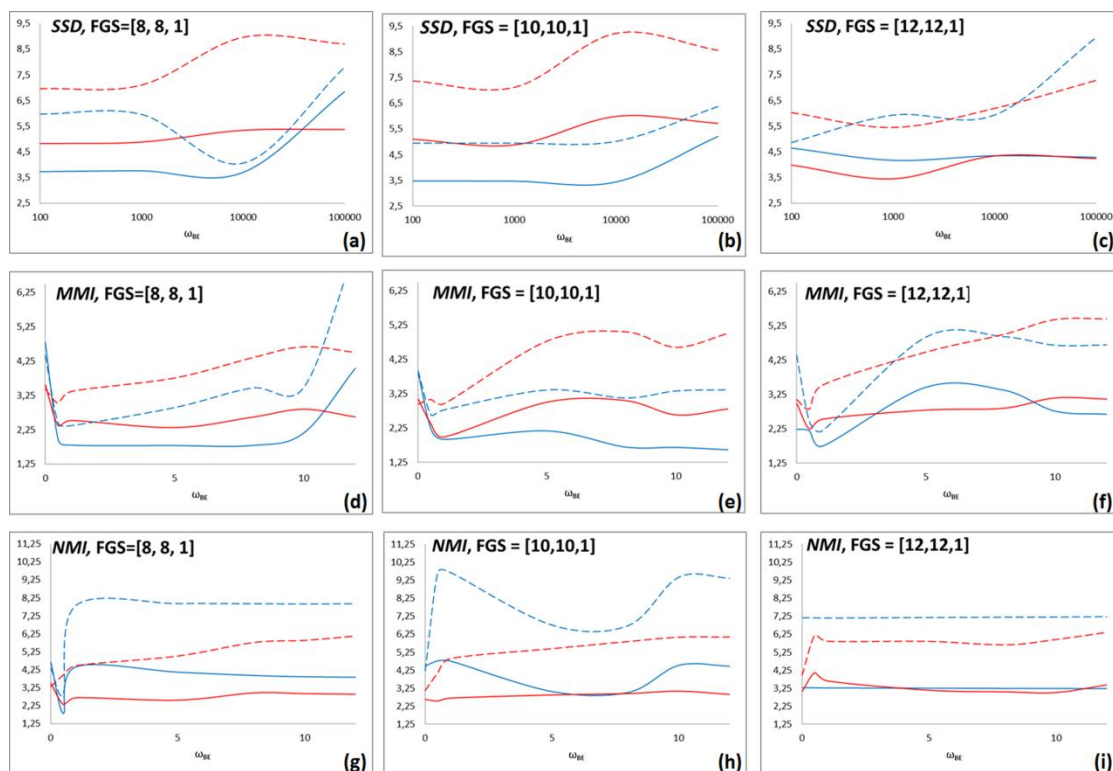 SSD, FGS=[8, 8, 1]
9,5
8,5
7,5
6,5
5,5
4,5
3,5
2,5
100 1000 10000 100000
ωBE
(a)
SSD, FGS = [10,10,1]
9,5
8,5
7,5
6,5
5,5
4,5
3,5
2,5
100 1000 10000 100000
ωBE
(b)
SSD, FGS = [12,12,1]
9,5
8,5
7,5
6,5
5,5
4,5
3,5
2,5
100 1000 10000 100000
ωBE
(c)
MMI, FGS=[8, 8, 1]
6,25
5,25
4,25
3,25
2,25
1,25
0 5 10
ωBE
(d)
MMI, FGS = [10,10,1]
6,25
5,25
4,25
3,25
2,25
1,25
0 5 10
ωBE
(e)
MMI, FGS = [12,12,1]
6,25
5,25
4,25
3,25
2,25
1,25
0 5 10
ωBE
(f)
NMI, FGS=[8, 8, 1]
11,25
10,25
9,25
8,25
7,25
6,25
5,25
4,25
3,25
2,25
1,25
0 5 10
ωBE
(g)
NMI, FGS = [10,10,1]
11,25
10,25
9,25
8,25
7,25
6,25
5,25
4,25
3,25
2,25
1,25
0 5 10
ωBE
(h)
NMI, FGS = [12,12,1]
11,25
10,25
9,25
8,25
7,25
6,25
5,25
4,25
3,25
2,25
1,25
0 5 10
ωBE
(i)